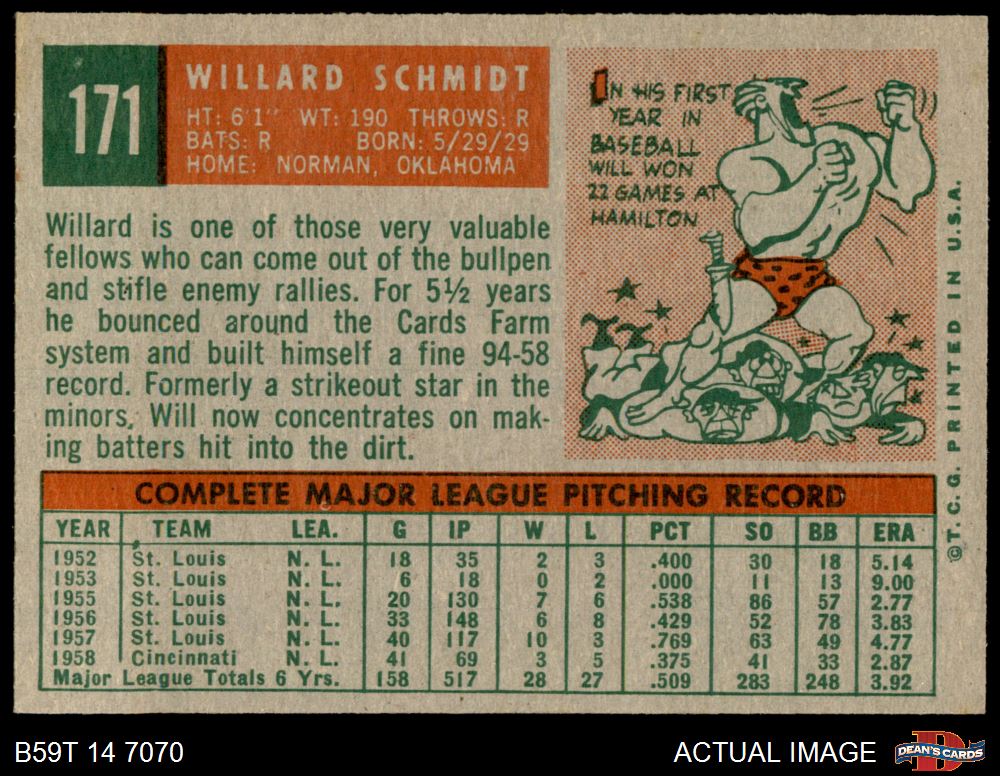 171
WILLARD SCHMIDT
HT: 6'1" WT: 190 THROWS: R
BATS: R BORN: 5/29/29
HOME: NORMAN, OKLAHOMA
Willard is one of those very valuable
fellows who can come out of the bullpen
and stifle enemy rallies. For 5½ years
he bounced around the Cards Farm
system and built himself a fine 94-58
record. Formerly a strikeout star in the
minors, Will now concentrates on mak-
ing batters hit into the dirt.
IN HIS FIRST
YEAR IN
BASEBALL
WILL WON
22 GAMES AT
HAMILTON
COMPLETE MAJOR LEAGUE PITCHING RECORD
YEAR TEAM LEA. G IP W L PCT SO BB ERA
1952 St. Louis N. L. 18 35 2 3 .400 30 18 5.14
1953 St. Louis N. L. 6 18 0 2 .000 11 13 9.00
1955 St. Louis N. L. 20 130 7 6 .538 86 57 2.77
1956 St. Louis N. L. 33 148 6 8 .429 52 78 3.83
1957 St. Louis N. L. 40 117 10 3 .769 63 49 4.77
1958 Cincinnati N. L. 41 69 3 5 .375 41 33 2.87
Major League Totals 6 Yrs. 158 517 28 27 .509 283 248 3.92
©T. C. G. PRINTED IN U.S.A.
B59T 14 7070
ACTUAL IMAGE
DEAN'S CARDS